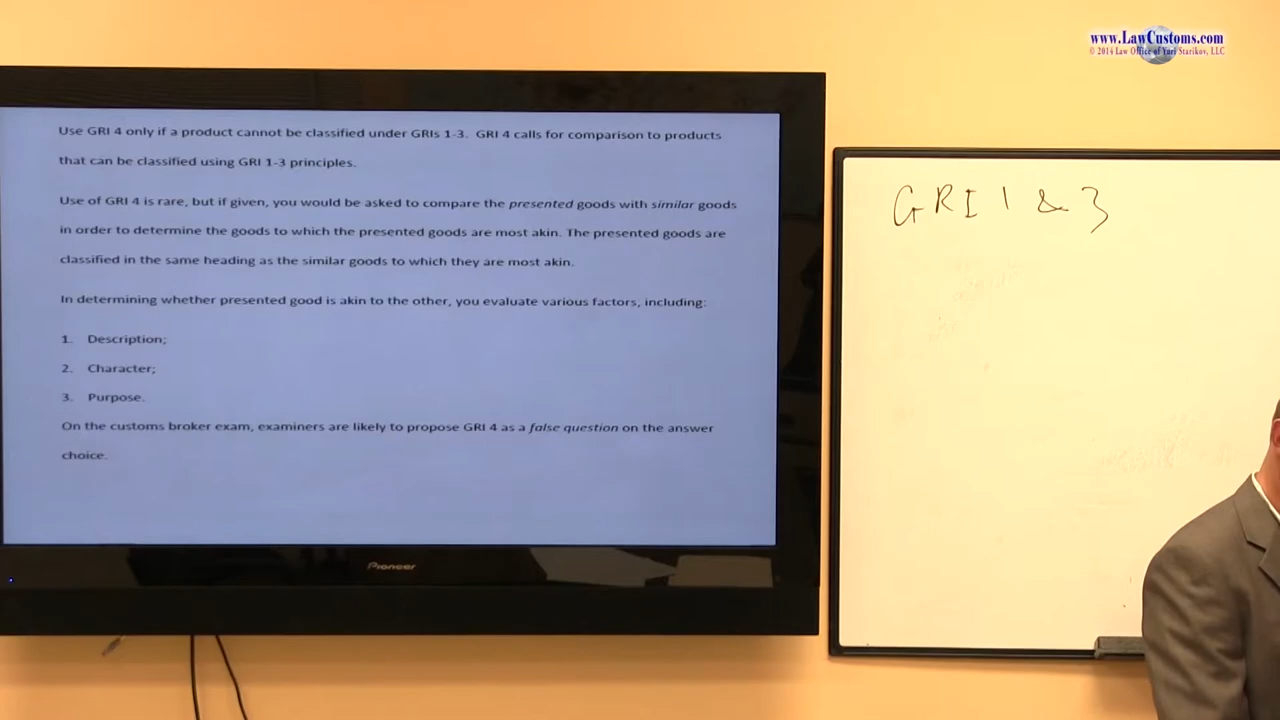 www.LawCustoms.com
© 2014 Law Office of Yuri Starikov, LLC
Use GRI 4 only if a product cannot be classified under GRIs 1-3. GRI 4 calls for comparison to products
that can be classified using GRI 1-3 principles.
Use of GRI 4 is rare, but if given, you would be asked to compare the presented goods with similar goods
in order to determine the goods to which the presented goods are most akin. The presented goods are
classified in the same heading as the similar goods to which they are most akin.
In determining whether presented good is akin to the other, you evaluate various factors, including:
1. Description;
2. Character;
3. Purpose.
On the customs broker exam, examiners are likely to propose GRI 4 as a false question on the answer
choice.
Pioneer
GRI 1 & 3